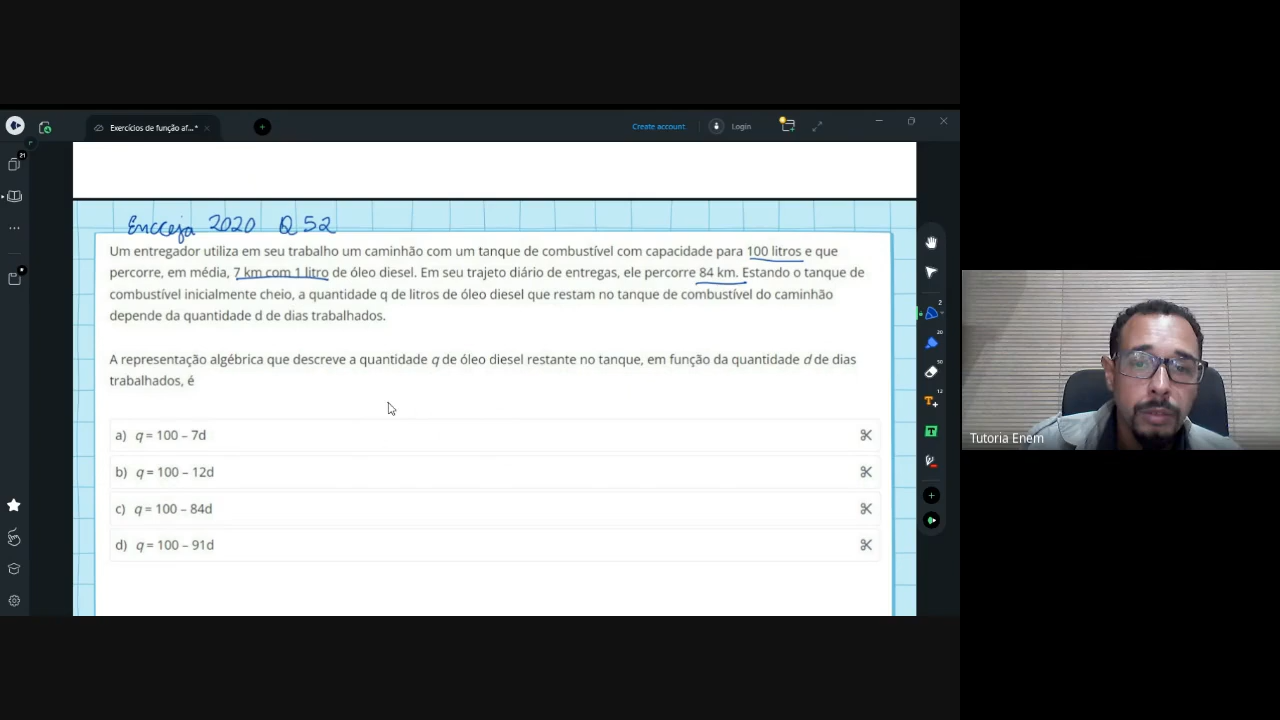 Exercícios de função af...*
Create account
Login
21
Encceja 2020 Q 52
Um entregador utiliza em seu trabalho um caminhão com um tanque de combustível com capacidade para 100 litros e que
percorre, em média, 7 km com 1 litro de óleo diesel. Em seu trajeto diário de entregas, ele percorre 84 km. Estando o tanque de
combustível inicialmente cheio, a quantidade q de litros de óleo diesel que restam no tanque de combustível do caminhão
depende da quantidade d de dias trabalhados.
A representação algébrica que descreve a quantidade q de óleo diesel restante no tanque, em função da quantidade d de dias
trabalhados, é
a) q = 100 – 7d
b) q = 100 – 12d
c) q = 100 – 84d
d) q = 100 – 91d
2
20
50
12
T
T
Tutoria Enem